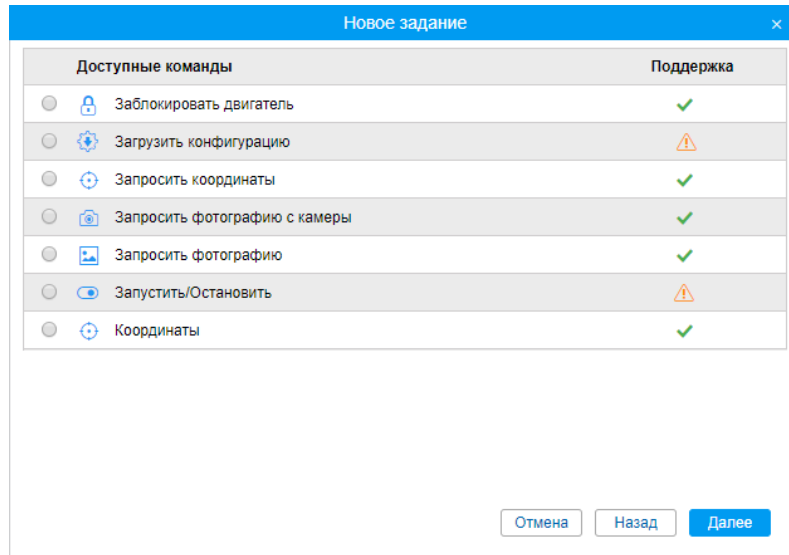 Новое задание
Доступные команды Поддержка
Заблокировать двигатель
Загрузить конфигурацию
Запросить координаты
Запросить фотографию с камеры
Запросить фотографию
Запустить/Остановить
Координаты
Отмена Назад Далее